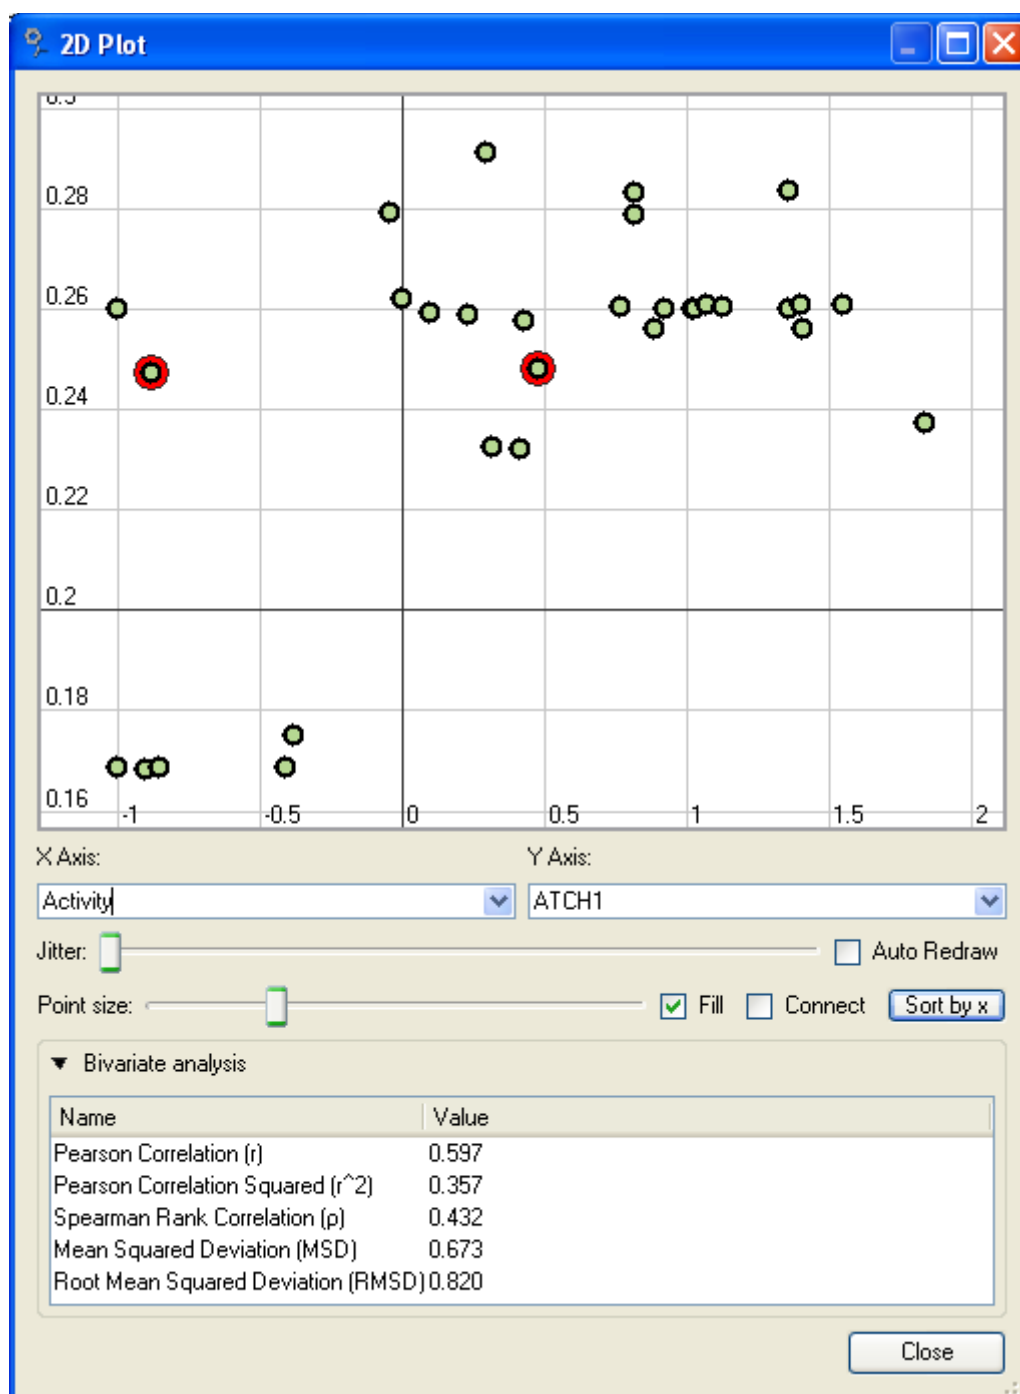 2D Plot
0.3
0.28
0.26
0.24
0.22
0.2
0.18
0.16
-1 -0.5 0 0.5 1 1.5 2
X Axis: Y Axis:
Activity ATCH1
Jitter: Auto Redraw
Point size: Fill Connect Sort by x
Bivariate analysis
Name Value
Pearson Correlation (r) 0.597
Pearson Correlation Squared (r^2) 0.357
Spearman Rank Correlation (ρ) 0.432
Mean Squared Deviation (MSD) 0.673
Root Mean Squared Deviation (RMSD) 0.820
Close